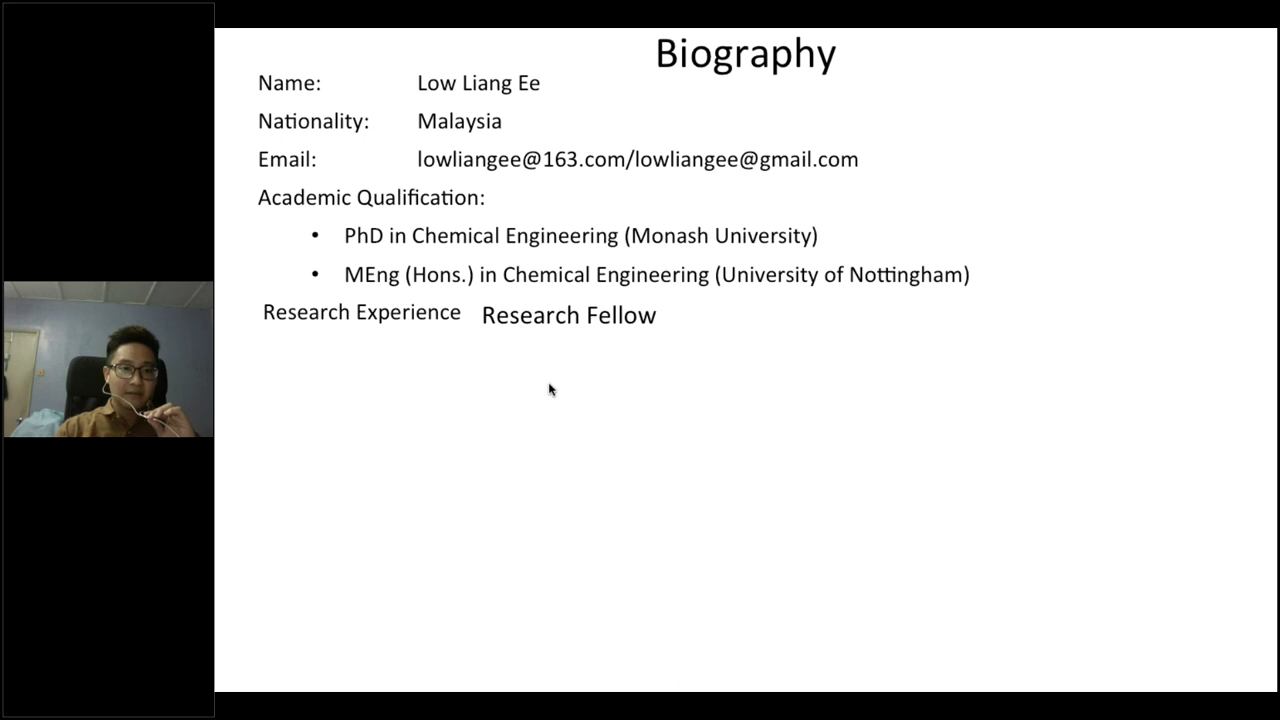 Biography
Name: Low Liang Ee
Nationality: Malaysia
Email: lowliangee@163.com/lowliangee@gmail.com
Academic Qualification:
• PhD in Chemical Engineering (Monash University)
• MEng (Hons.) in Chemical Engineering (University of Nottingham)
Research Experience Research Fellow